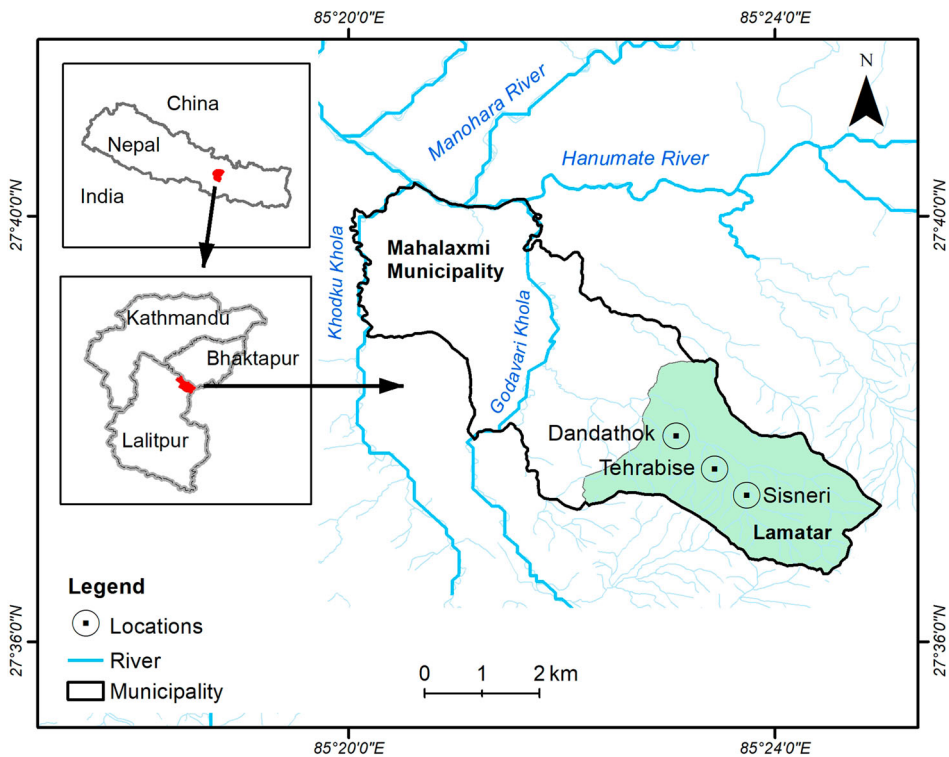 85°20'0"E
85°24'0"E
N
China
Nepal
India
Manohara River
Hanumate River
27°40'0"N
27°40'0"N
Mahalaxmi
Municipality
Khodku Khola
Godavari Khola
Kathmandu
Bhaktapur
Lalitpur
Dandathok
Tehrabise
Sisneri
Lamatar
Legend
Locations
River
Municipality
0 1 2 km
27°36'0"N
27°36'0"N
85°20'0"E
85°24'0"E